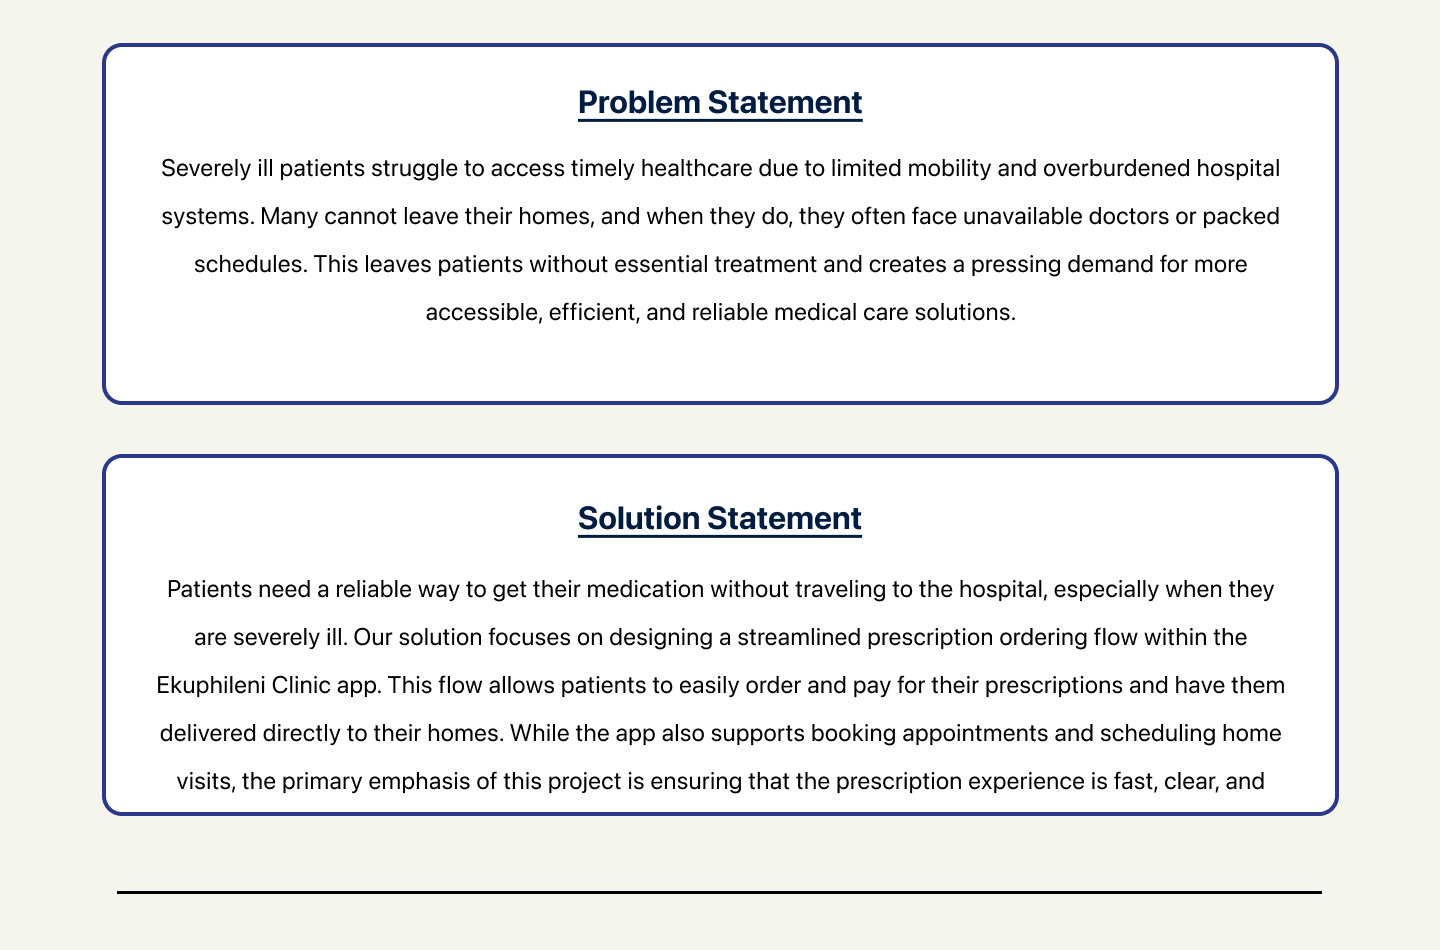 Problem Statement
Severely ill patients struggle to access timely healthcare due to limited mobility and overburdened hospital
systems. Many cannot leave their homes, and when they do, they often face unavailable doctors or packed
schedules. This leaves patients without essential treatment and creates a pressing demand for more
accessible, efficient, and reliable medical care solutions.
Solution Statement
Patients need a reliable way to get their medication without traveling to the hospital, especially when they
are severely ill. Our solution focuses on designing a streamlined prescription ordering flow within the
Ekuphileni Clinic app. This flow allows patients to easily order and pay for their prescriptions and have them
delivered directly to their homes. While the app also supports booking appointments and scheduling home
visits, the primary emphasis of this project is ensuring that the prescription experience is fast, clear, and